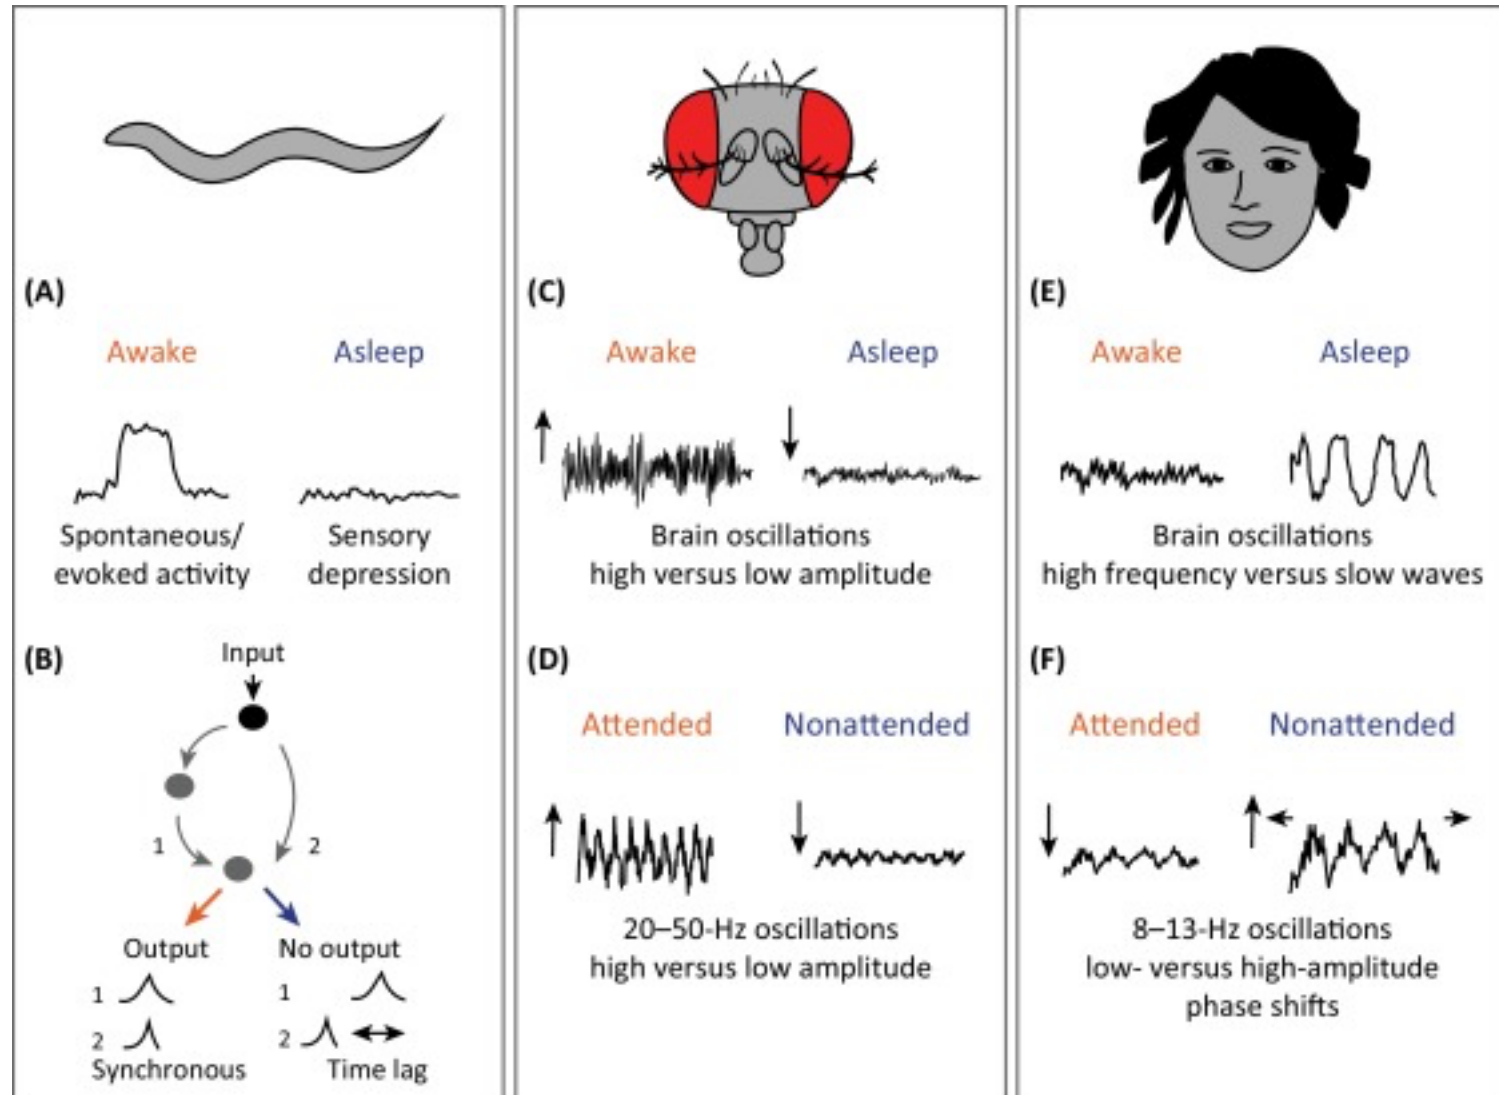 (A)
Awake Asleep
Spontaneous/ Sensory
evoked activity depression
(B)
Input
1 2
Output No output
1 1
2 2
Synchronous Time lag
(C)
Awake Asleep
Brain oscillations
high versus low amplitude
(D)
Attended Nonattended
20–50-Hz oscillations
high versus low amplitude
(E)
Awake Asleep
Brain oscillations
high frequency versus slow waves
(F)
Attended Nonattended
8–13-Hz oscillations
low- versus high-amplitude
phase shifts